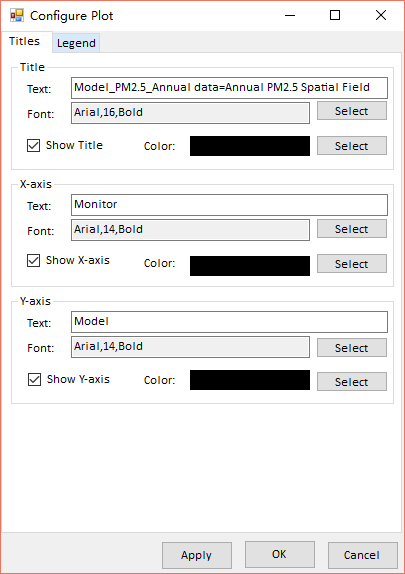 Configure Plot
Titles Legend
Title
Text: Model_PM2.5_Annual data=Annual PM2.5 Spatial Field
Font: Arial,16,Bold Select
Show Title Color: Select
X-axis
Text: Monitor
Font: Arial,14,Bold Select
Show X-axis Color: Select
Y-axis
Text: Model
Font: Arial,14,Bold Select
Show Y-axis Color: Select
Apply OK Cancel